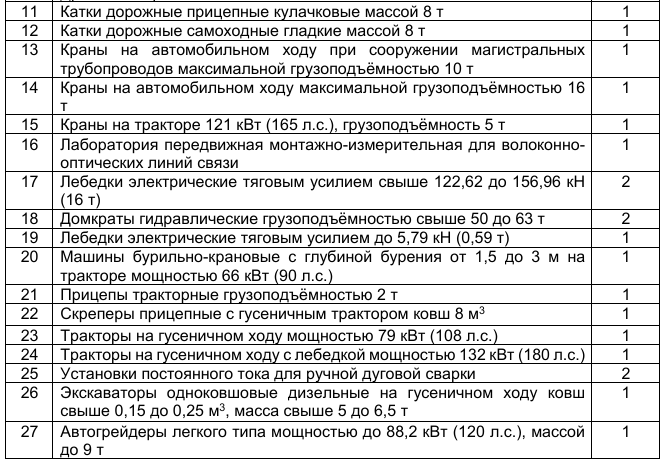 11 Катки дорожные прицепные кулачковые массой 8 т 1
12 Катки дорожные самоходные гладкие массой 8 т 1
13 Краны на автомобильном ходу при сооружении магистральных 1
трубопроводов максимальной грузоподъёмностью 10 т
14 Краны на автомобильном ходу максимальной грузоподъёмностью 16 1
т
15 Краны на тракторе 121 кВт (165 л.с.), грузоподъёмность 5 т 1
16 Лаборатория передвижная монтажно-измерительная для волоконно- 1
оптических линий связи
17 Лебедки электрические тяговым усилием свыше 122,62 до 156,96 кН 2
(16 т)
18 Домкраты гидравлические грузоподъёмностью свыше 50 до 63 т 2
19 Лебедки электрические тяговым усилием до 5,79 кН (0,59 т) 1
20 Машины бурильно-крановые с глубиной бурения от 1,5 до 3 м на 1
тракторе мощностью 66 кВт (90 л.с.)
21 Прицепы тракторные грузоподъёмностью 2 т 1
22 Скреперы прицепные с гусеничным трактором ковш 8 м³ 1
23 Тракторы на гусеничном ходу мощностью 79 кВт (108 л.с.) 1
24 Тракторы на гусеничном ходу с лебедкой мощностью 132 кВт (180 л.с.) 1
25 Установки постоянного тока для ручной дуговой сварки 2
26 Экскаваторы одноковшовые дизельные на гусеничном ходу ковш 1
свыше 0,15 до 0,25 м³, масса свыше 5 до 6,5 т
27 Автогрейдеры легкого типа мощностью до 88,2 кВт (120 л.с.), массой 1
до 9 т